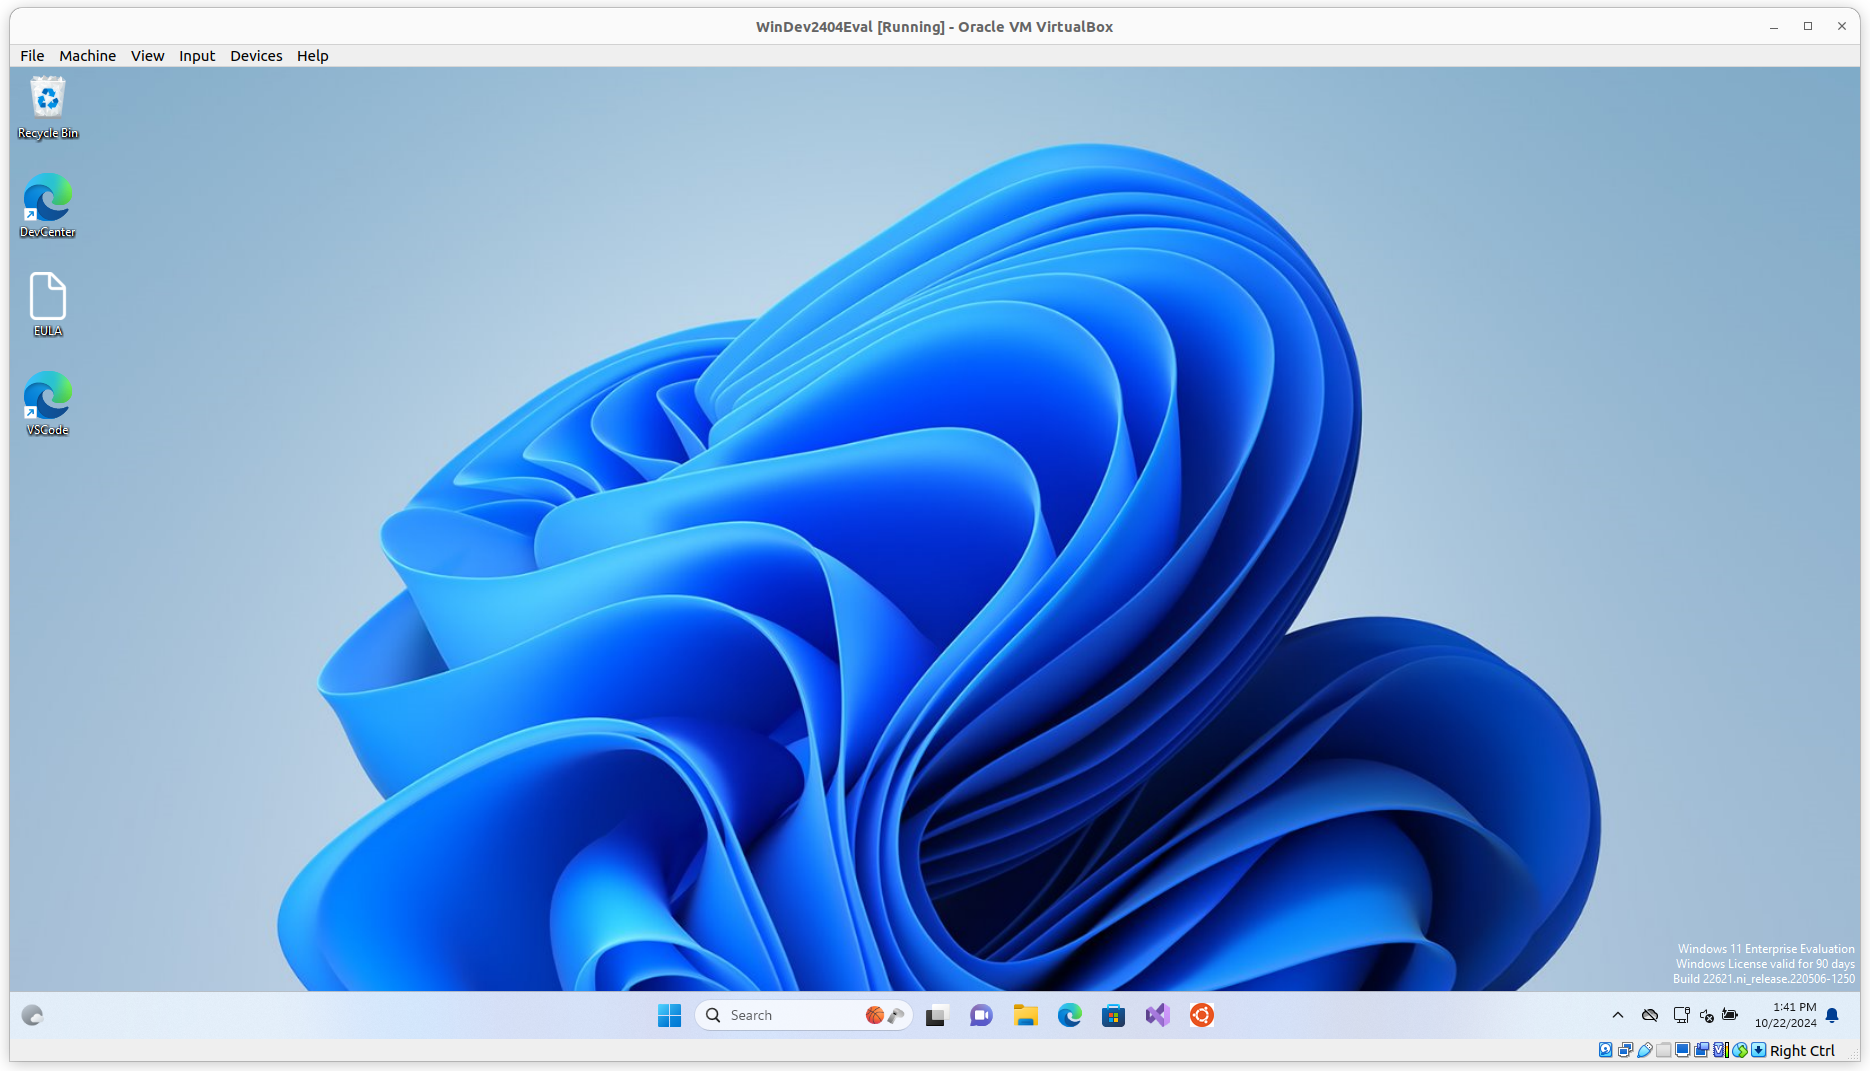 WinDev2404Eval [Running] - Oracle VM VirtualBox
File Machine View Input Devices Help
Recycle Bin
DevCenter
EULA
VSCode
Windows 11 Enterprise Evaluation
Windows License valid for 90 days
Build 22621.ni_release.220506-1250
Search
1:41 PM
10/22/2024
Right Ctrl